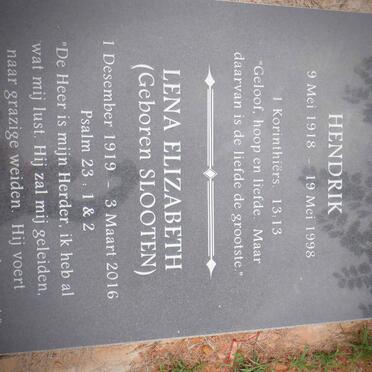 HENDRIK
9 Mei 1918 - 19 Mei 1998
1 Korinthiërs. 13:13
"Geloof, hoop en liefde. Maar
daarvan is de liefde de grootste."
LENA ELIZABETH
(Geboren SLOOTEN)
1 Desember 1919 - 3 Maart 2016
Psalm 23 : 1 & 2
"De Heer is mijn Herder, ik heb al
wat mij lust. Hij zal mij geleiden.
naar grazige weiden. Hij voert